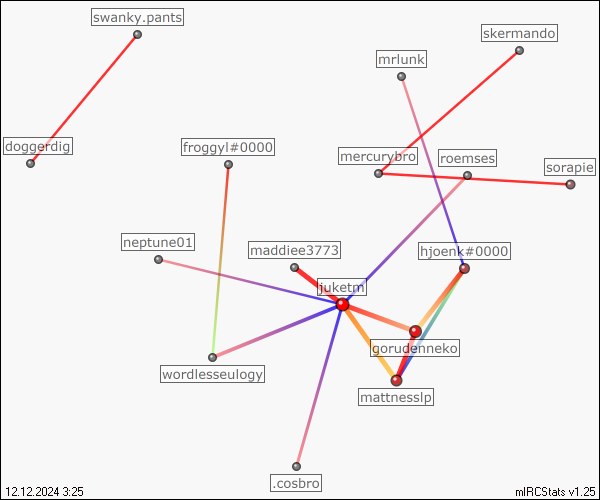 swanky.pants
skermando
mrlunk
doggerdig
froggyl#0000
mercurybro
roemses
sorapie
neptune01
maddiee3773
hjoenk#0000
juketm
gorudenneko
wordlesseulogy
mattnesslp
.cosbro
12.12.2024 3:25
mIRCStats v1.25